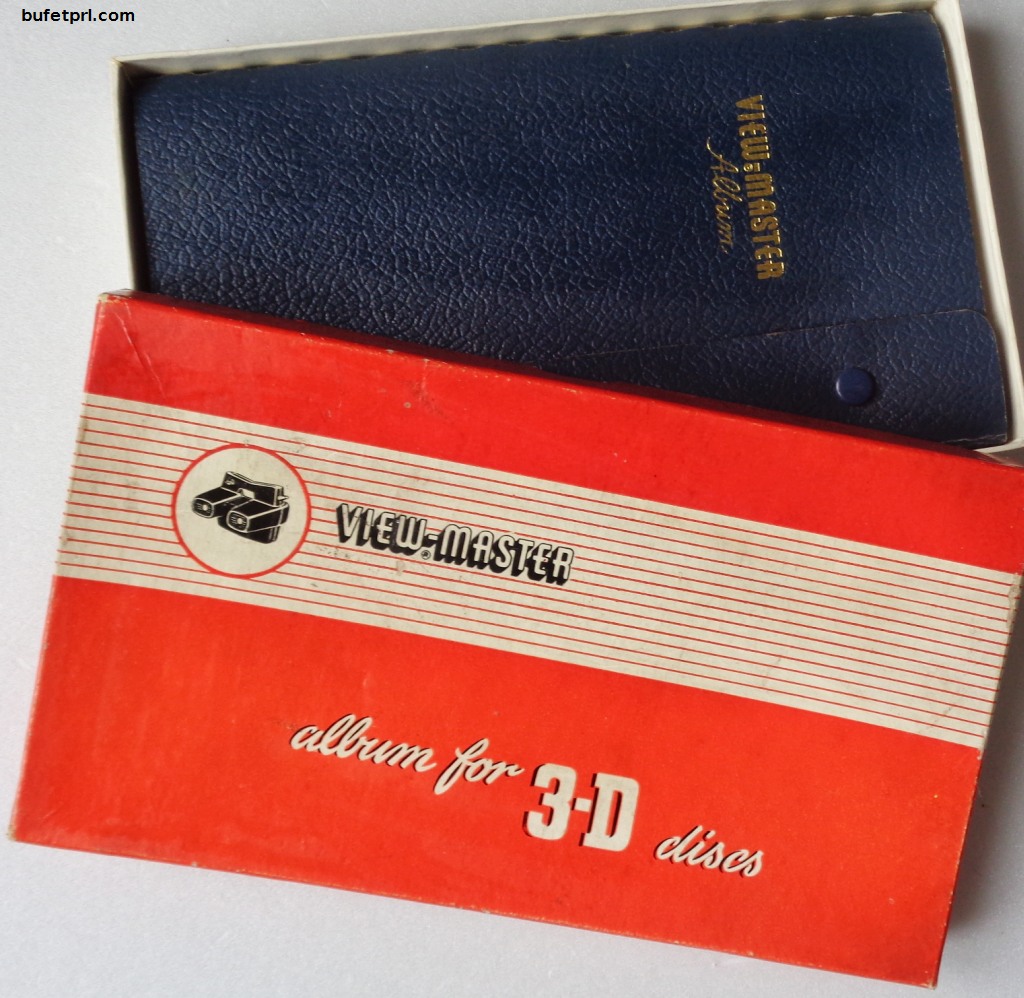 bufetprl.com
VIEW-MASTER
Album
VIEW-MASTER
®
album for 3-D discs